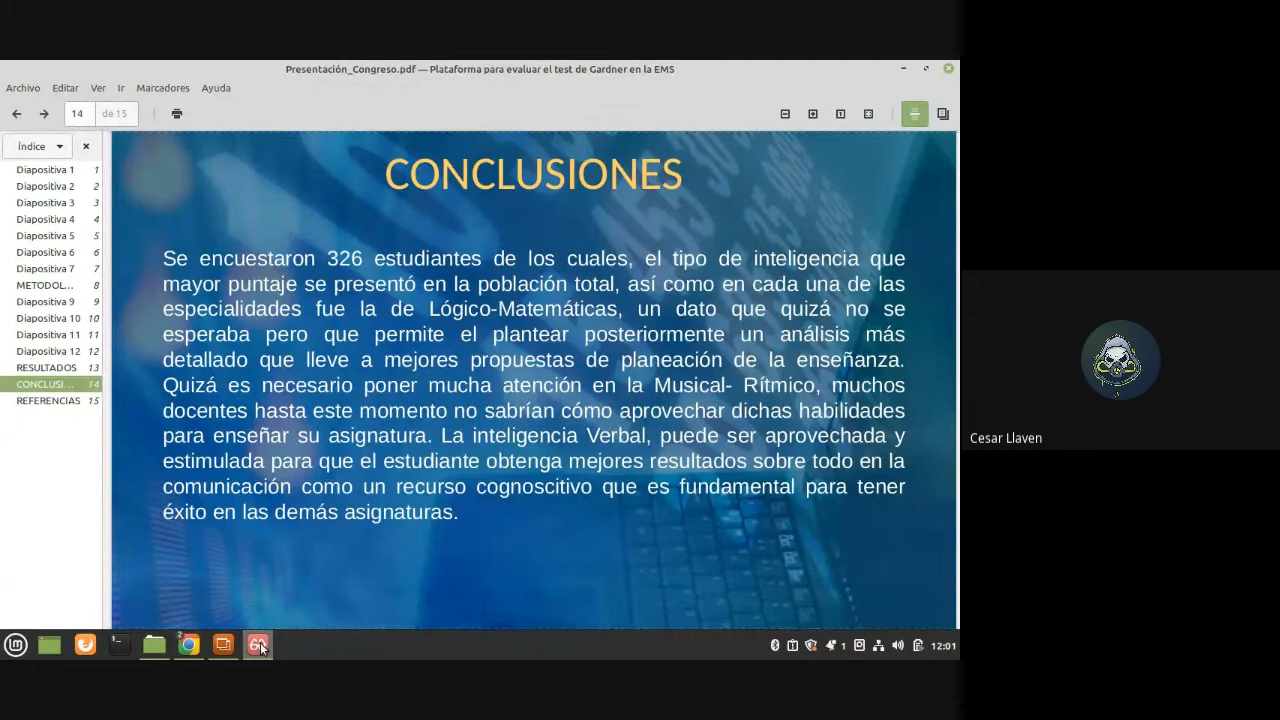 Presentación_Congreso.pdf — Plataforma para evaluar el test de Gardner en la EMS
Archivo Editar Ver Ir Marcadores Ayuda
14 de 15
Índice
Diapositiva 1 1
Diapositiva 2 2
Diapositiva 3 3
Diapositiva 4 4
Diapositiva 5 5
Diapositiva 6 6
Diapositiva 7 7
METODOL... 8
Diapositiva 9 9
Diapositiva 10 10
Diapositiva 11 11
Diapositiva 12 12
RESULTADOS 13
CONCLUSI... 14
REFERENCIAS 15
CONCLUSIONES
Se encuestaron 326 estudiantes de los cuales, el tipo de inteligencia que
mayor puntaje se presentó en la población total, así como en cada una de las
especialidades fue la de Lógico-Matemáticas, un dato que quizá no se
esperaba pero que permite el plantear posteriormente un análisis más
detallado que lleve a mejores propuestas de planeación de la enseñanza.
Quizá es necesario poner mucha atención en la Musical- Rítmico, muchos
docentes hasta este momento no sabrían cómo aprovechar dichas habilidades
para enseñar su asignatura. La inteligencia Verbal, puede ser aprovechada y
estimulada para que el estudiante obtenga mejores resultados sobre todo en la
comunicación como un recurso cognoscitivo que es fundamental para tener
éxito en las demás asignaturas.
Cesar Llaven
2
1
12:01